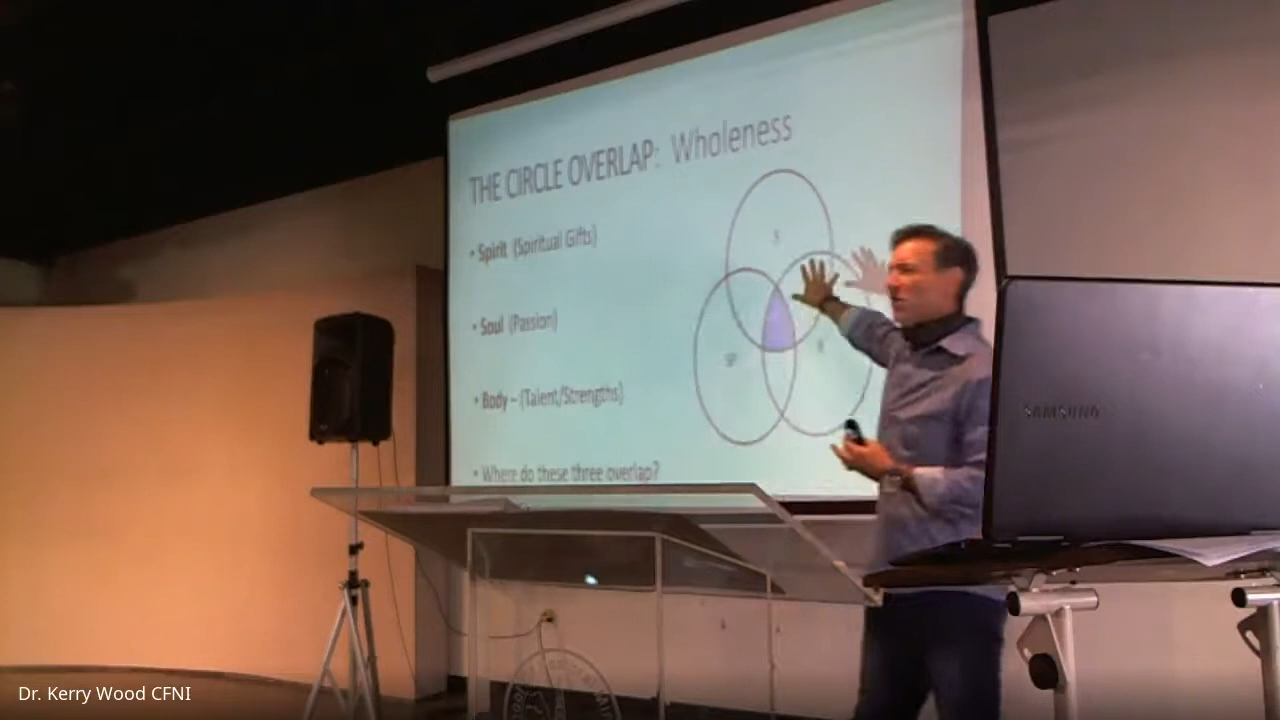 THE CIRCLE OVERLAP: Wholeness
• Spirit (Spiritual Gifts)
• Soul (Passion)
• Body – (Talent/Strengths)
• Where do these three overlap?
S
SP
SAMSUNG
Dr. Kerry Wood CFNI